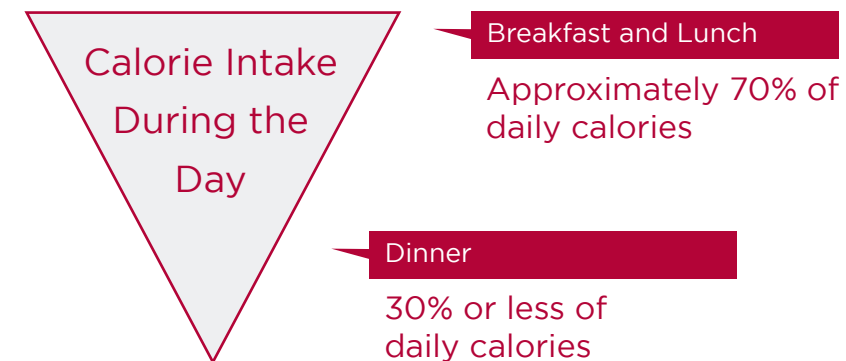 Calorie Intake
During the
Day
Breakfast and Lunch
Approximately 70% of
daily calories
Dinner
30% or less of
daily calories